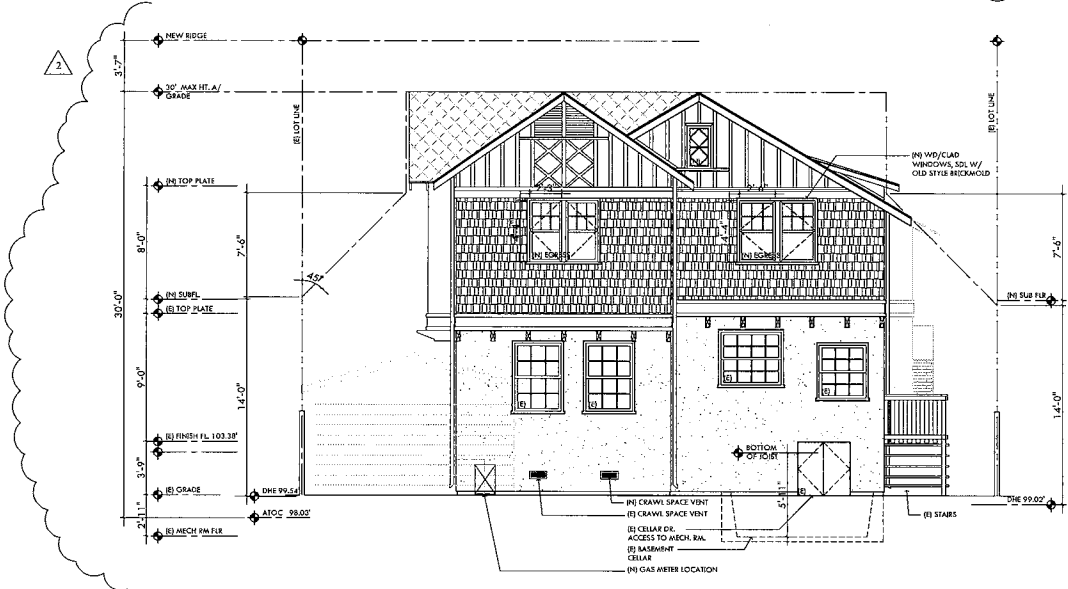 NEW RIDGE
2
3'-7"
30' MAX HT. A/
GRADE
(E) LOT LINE
(E) LOT LINE
(N) WD/CLAD
WINDOWS, SDL W/
OLD STYLE BRICKMOLD
(N) TOP PLATE
8'-0"
7'-6"
4'-4"
(N) EGRESS
(N) EGRESS
7'-6"
45°
(N) SUBFL.
(E) TOP PLATE
(N) SUB FLR
30'-0"
9'-0"
14'-0"
14'-0"
(E)
(E)
(E)
(E)
(E) FINISH FL. 103.38'
3'-9"
BOTTOM
OF JOIST
(E) GRADE
DHE 99.54'
(E)
DHE 99.02'
2'-11"
ATOC 98.03'
5'-11"
(N) CRAWL SPACE VENT
(E) CRAWL SPACE VENT
(E) STAIRS
(E) MECH RM FLR
(E) CELLAR DR.
ACCESS TO MECH. RM.
(E) BASEMENT
CELLAR
(N) GAS METER LOCATION